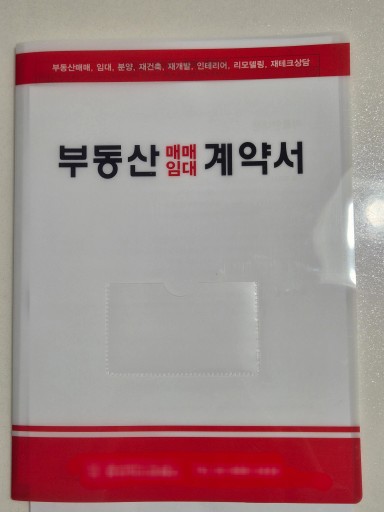 부동산매매, 임대, 분양, 재건축, 재개발, 인테리어, 리모델링, 재테크상담
부동산 매매 임대 계약서